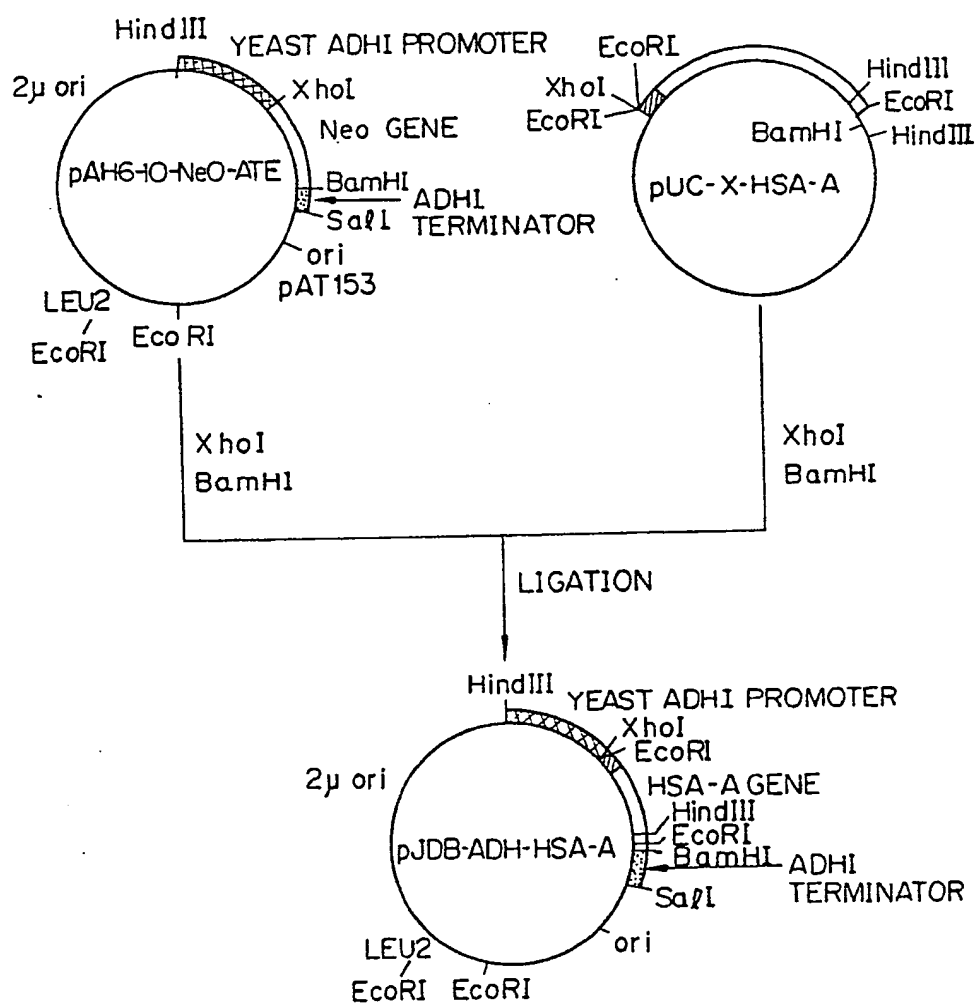 HindIII
YEAST ADHI PROMOTER
2μ ori
XhoI
Neo GENE
pAH6-IO-NeO-ATE
BamHI
ADHI
TERMINATOR
SalI
ori
pAT153
LEU2
EcoRI
EcoRI
EcoRI
XhoI
EcoRI
HindIII
EcoRI
BamHI
HindIII
pUC-X-HSA-A
XhoI
BamHI
XhoI
BamHI
LIGATION
HindIII
YEAST ADHI PROMOTER
XhoI
EcoRI
2μ ori
HSA-A GENE
HindIII
EcoRI
BamHI
pJDB-ADH-HSA-A
ADHI
TERMINATOR
SalI
ori
LEU2
EcoRI
EcoRI